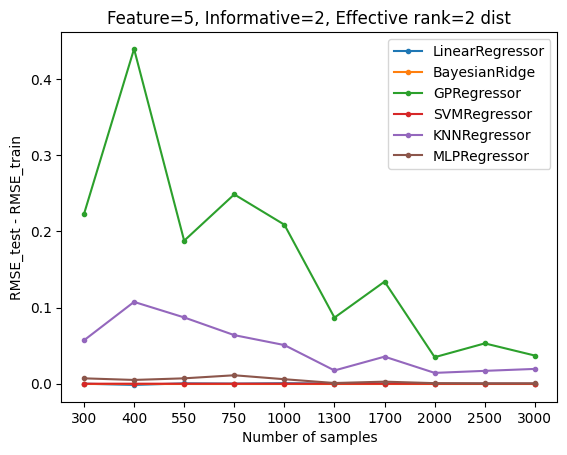 Feature=5, Informative=2, Effective rank=2 dist
RMSE_test - RMSE_train
0.4
0.3
0.2
0.1
0.0
LinearRegressor
BayesianRidge
GPRegressor
SVMRegressor
KNNRegressor
MLPRegressor
300 400 550 750 1000 1300 1700 2000 2500 3000
Number of samples